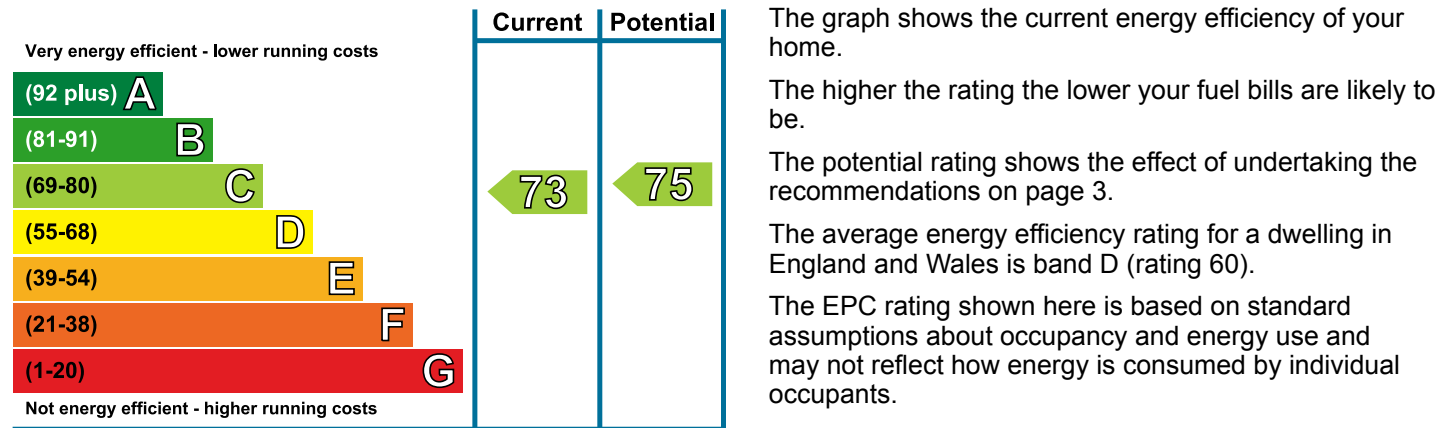 Current Potential
Very energy efficient - lower running costs
(92 plus) A
(81-91) B
(69-80) C
73
75
(55-68) D
(39-54) E
(21-38) F
(1-20) G
Not energy efficient - higher running costs
The graph shows the current energy efficiency of your
home.
The higher the rating the lower your fuel bills are likely to
be.
The potential rating shows the effect of undertaking the
recommendations on page 3.
The average energy efficiency rating for a dwelling in
England and Wales is band D (rating 60).
The EPC rating shown here is based on standard
assumptions about occupancy and energy use and
may not reflect how energy is consumed by individual
occupants.